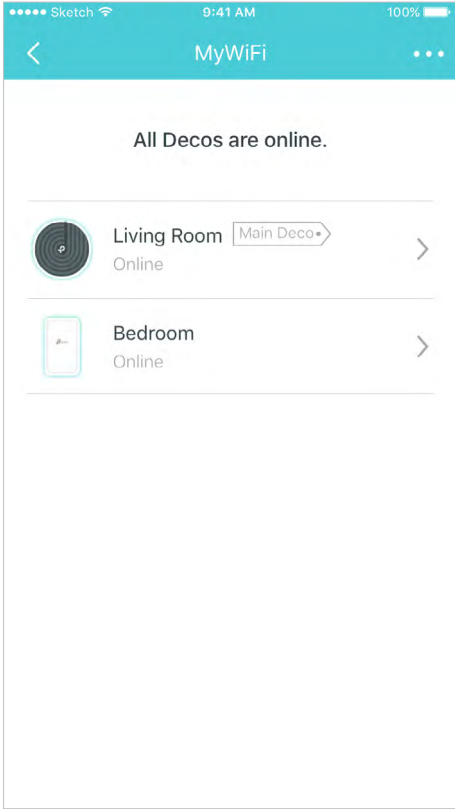 Sketch 9:41 AM 100%
MyWiFi
All Decos are online.
Living Room Main Deco
Online
Bedroom
Online